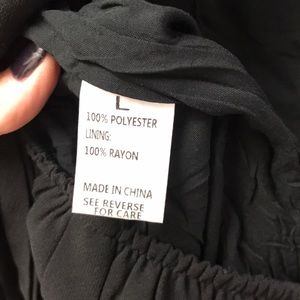 L
100% POLYESTER
LINING:
100% RAYON
MADE IN CHINA
SEE REVERSE
FOR CARE